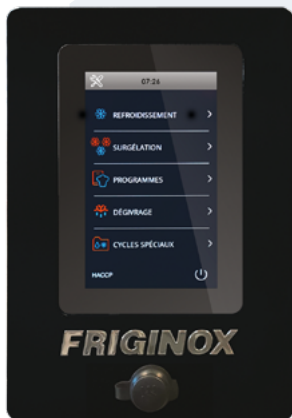 07:26
REFROIDISSEMENT
SURGÉLATION
PROGRAMMES
DÉGIVRAGE
CYCLES SPÉCIAUX
HACCP
FRIGINOX